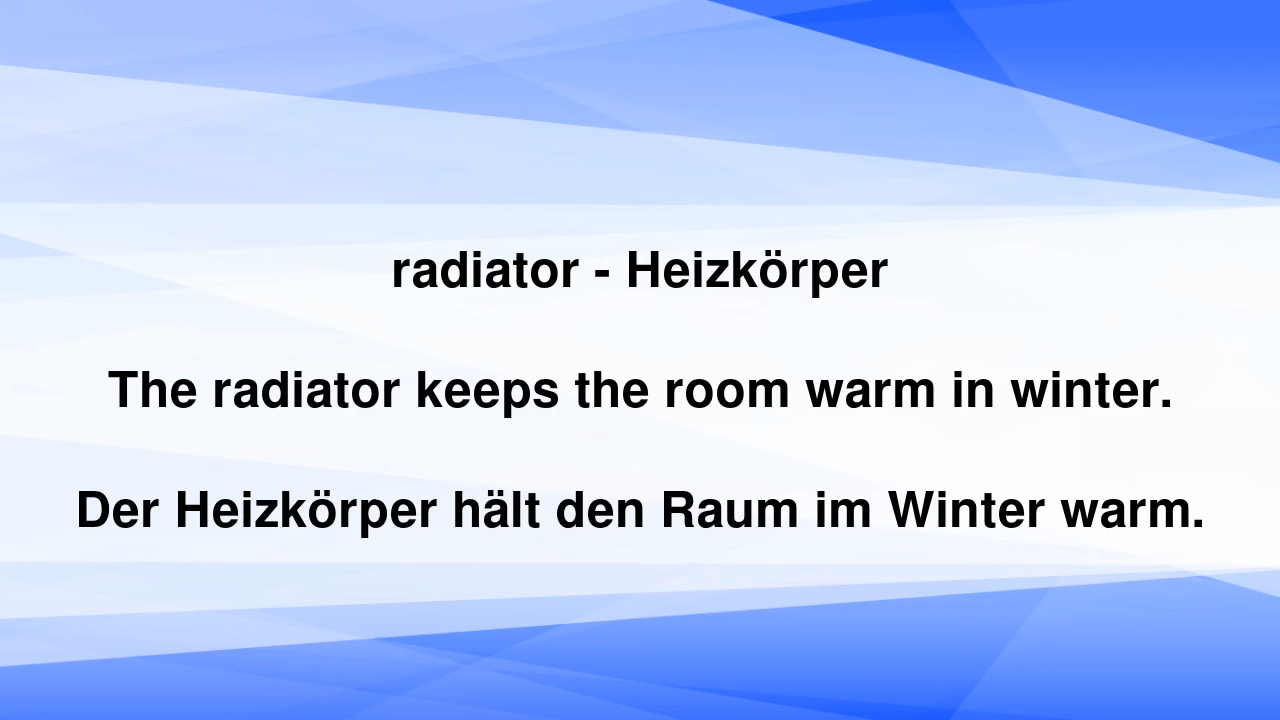 radiator - Heizkörper
The radiator keeps the room warm in winter.
Der Heizkörper hält den Raum im Winter warm.